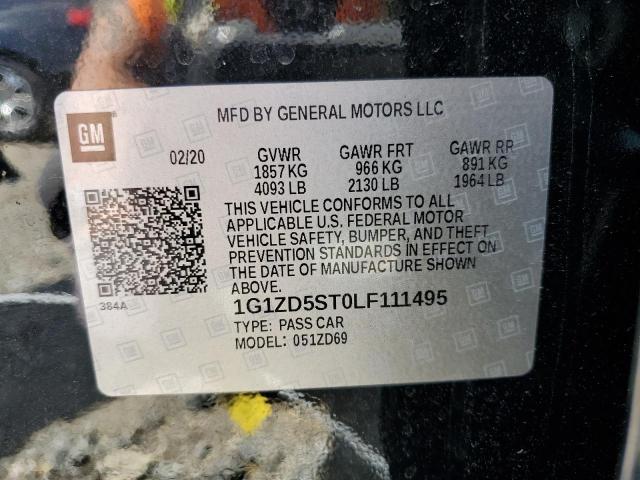 MFD BY GENERAL MOTORS LLC
GM
02/20 GVWR GAWR FRT GAWR RR
1857 KG 966 KG 891 KG
4093 LB 2130 LB 1964 LB
THIS VEHICLE CONFORMS TO ALL
APPLICABLE U.S. FEDERAL MOTOR
VEHICLE SAFETY, BUMPER, AND THEFT
PREVENTION STANDARDS IN EFFECT ON
THE DATE OF MANUFACTURE SHOWN
ABOVE.
384A
1G1ZD5ST0LF111495
TYPE: PASS CAR
MODEL: 051ZD69